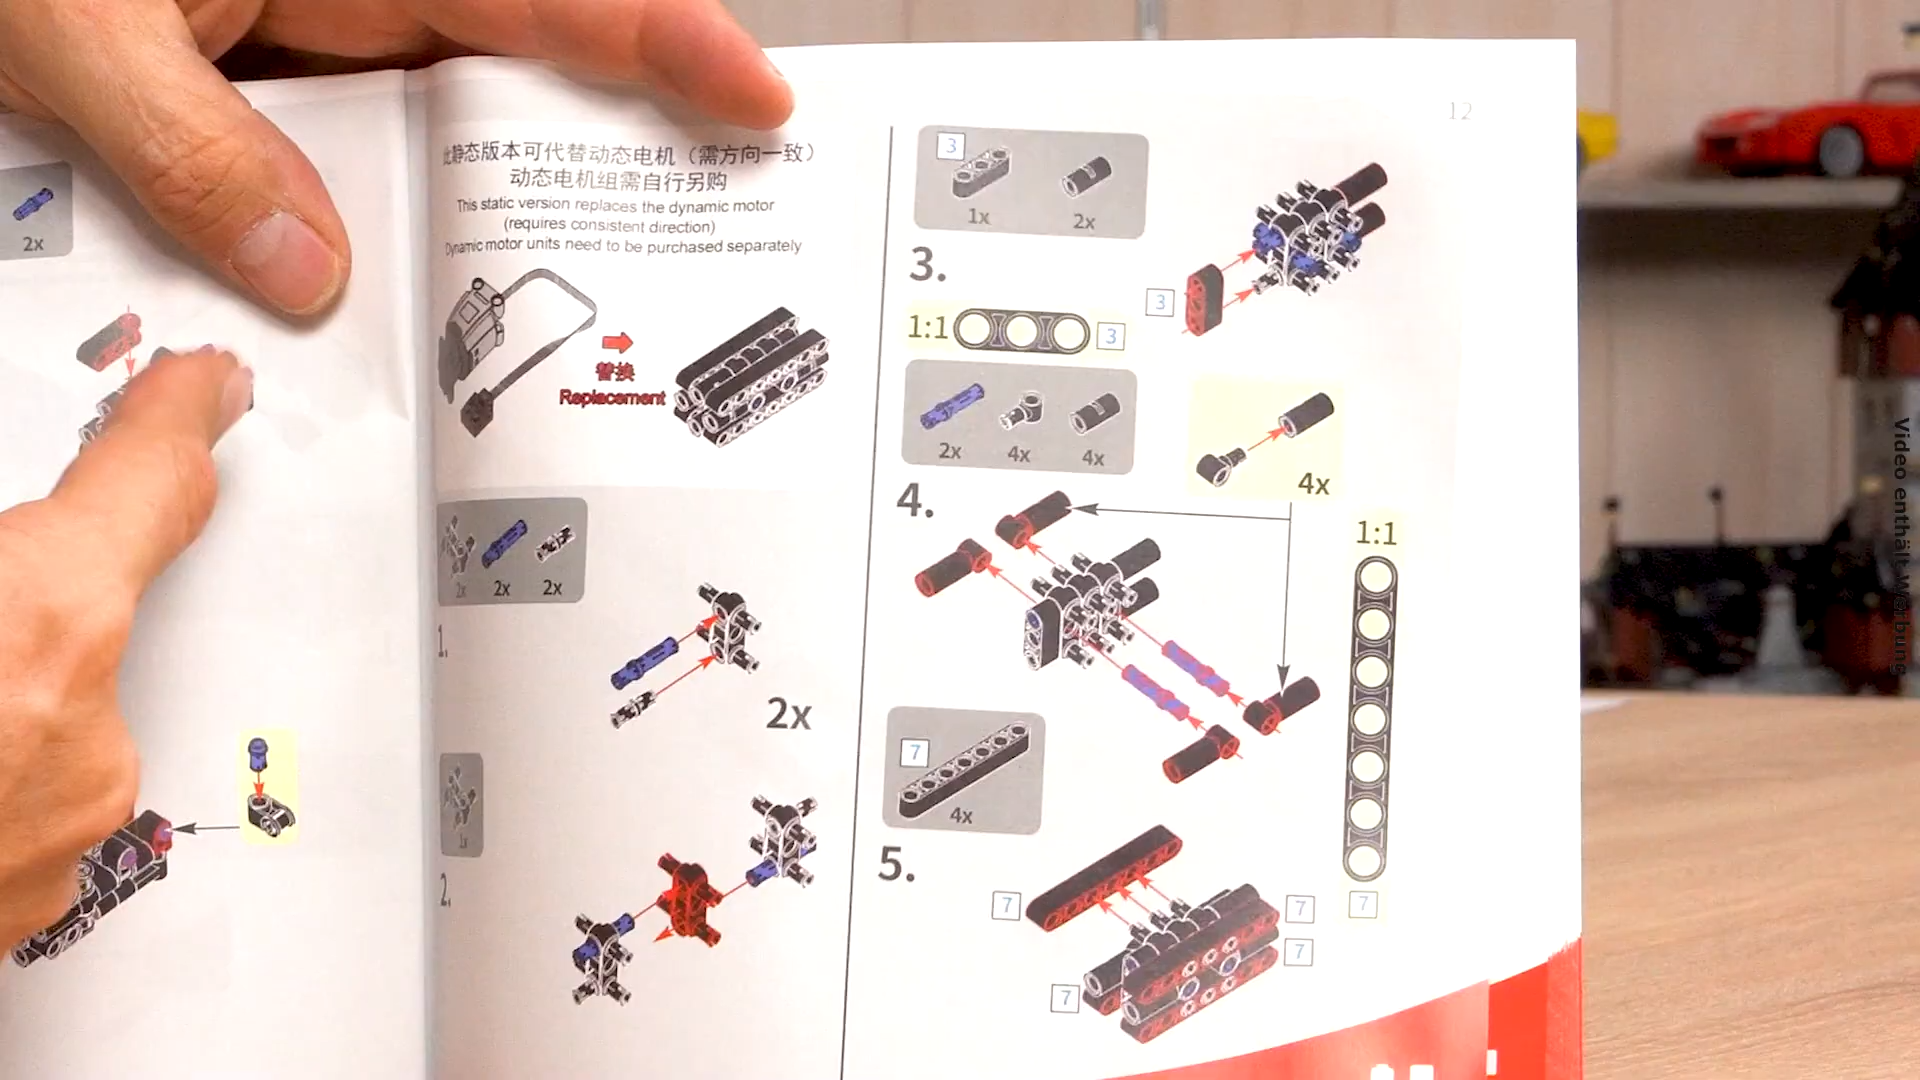 2x
此静态版本可代替动态电机（需方向一致）
动态电机组需自行另购
This static version replaces the dynamic motor
(requires consistent direction)
Dynamic motor units need to be purchased separately
替换
Replacement
2x 2x 2x
1.
2x
1x
2.
12
3
1x 2x
3.
3
1:1 3
2x 4x 4x
4x
4.
1:1
7
4x
5.
7
7
7
7
7
Video enthält Werbung